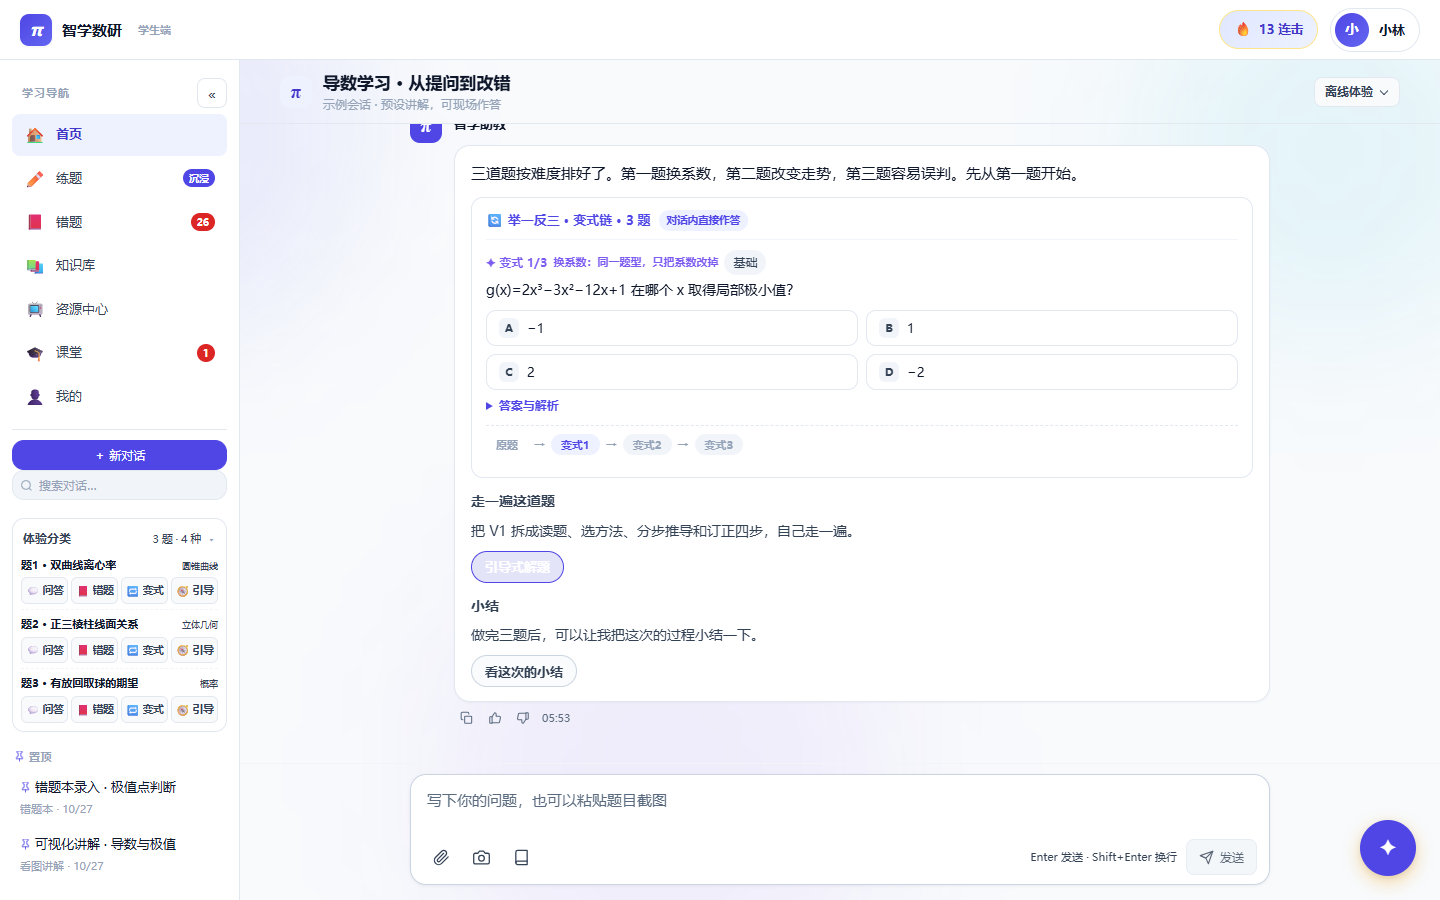 π 智学数研 学生端
13 连击
小 小林
学习导航 «
首页
练题 沉浸
错题 26
知识库
资源中心
课堂 1
我的
+ 新对话
搜索对话...
体验分类 3 题 · 4 种
题1 • 双曲线离心率 圆锥曲线
问答 错题 变式 引导
题2 • 正三棱柱线面关系 立体几何
问答 错题 变式 引导
题3 • 有放回取球的期望 概率
问答 错题 变式 引导
置顶
错题本录入 · 极值点判断
错题本 · 10/27
可视化讲解 · 导数与极值
看图讲解 · 10/27
π 导数学习 • 从提问到改错
示例会话 · 预设讲解，可现场作答
离线体验
π 智学助教
三道题按难度排好了。第一题换系数，第二题改变走势，第三题容易误判。先从第一题开始。
举一反三 • 变式链 • 3 题 对话内直接作答
✦ 变式 1/3 换系数：同一题型，只把系数改掉 基础
g(x)=2x³−3x²−12x+1 在哪个 x 取得局部极小值？
A −1
B 1
C 2
D −2
▶ 答案与解析
原题 → 变式1 → 变式2 → 变式3
走一遍这道题
把 V1 拆成读题、选方法、分步推导和订正四步，自己走一遍。
引导式解题
小结
做完三题后，可以让我把这次的过程小结一下。
看这次的小结
05:53
写下你的问题，也可以粘贴题目截图
Enter 发送 · Shift+Enter 换行 发送